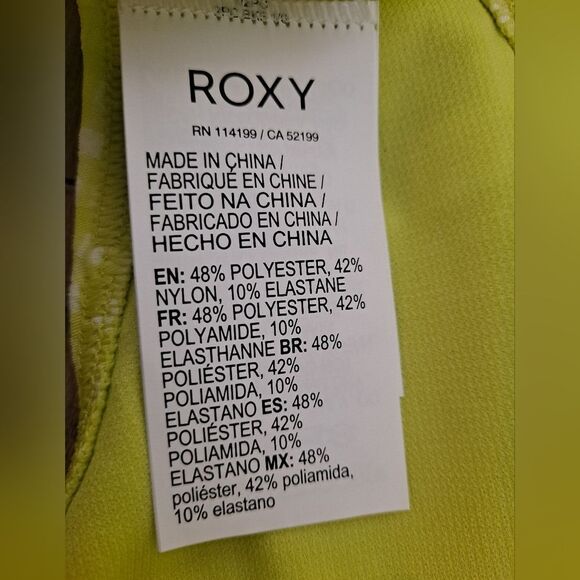 ROXY
RN 114199 / CA 52199
MADE IN CHINA /
FABRIQUÉ EN CHINE /
FEITO NA CHINA /
FABRICADO EN CHINA /
HECHO EN CHINA
EN: 48% POLYESTER, 42%
NYLON, 10% ELASTANE
FR: 48% POLYESTER, 42%
POLYAMIDE, 10%
ELASTHANNE BR: 48%
POLIÉSTER, 42%
POLIAMIDA, 10%
ELASTANO ES: 48%
POLIÉSTER, 42%
POLIAMIDA, 10%
ELASTANO MX: 48%
poliéster, 42% poliamida,
10% elastano